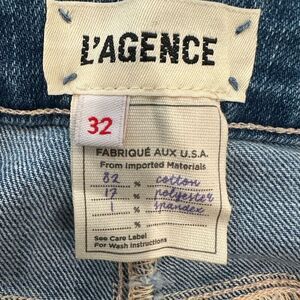 L'AGENCE
32
FABRIQUÉ AUX U.S.A.
From Imported Materials
82 % cotton
17 % polyester
1 % spandex
%
See Care Label
For Wash Instructions